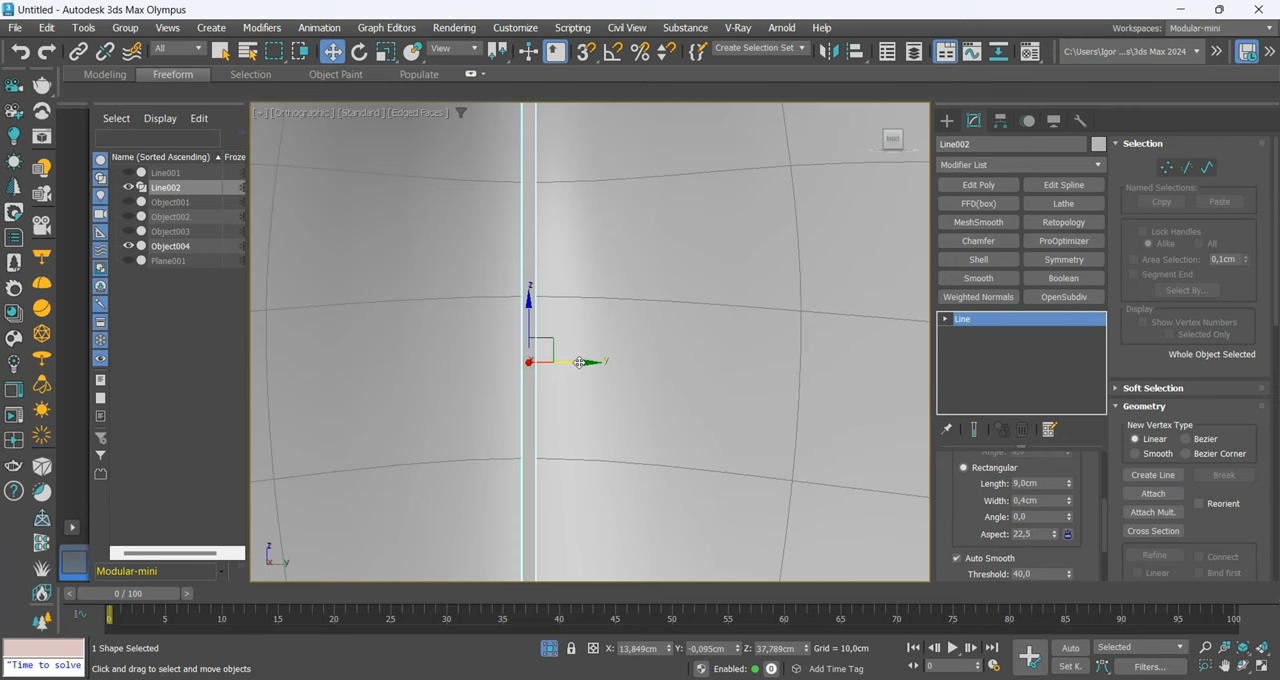 Untitled - Autodesk 3ds Max Olympus
File Edit Tools Group Views Create Modifiers Animation Graph Editors Rendering Customize Scripting Civil View Substance V-Ray Arnold Help
Workspaces: Modular-mini
All View Create Selection Set C:\Users\Igor ...s\3ds Max 2024
Modeling Freeform Selection Object Paint Populate
Select Display Edit
[+] [Orthographic] [Standard] [Edged Faces]
Name (Sorted Ascending) Froze
Line001
Line002
Object001
Object002
Object003
Object004
Plane001
Modular-mini
z
y
x
z
x y
Line002
Modifier List
Edit Poly Edit Spline
FFD(box) Lathe
MeshSmooth Retopology
Chamfer ProOptimizer
Shell Symmetry
Smooth Boolean
Weighted Normals OpenSubdiv
Line
Rectangular
Length: 9,0cm
Width: 0,4cm
Angle: 0,0
Aspect: 22,5
Auto Smooth
Threshold: 40,0
Selection
Named Selections:
Copy Paste
Lock Handles
Alike All
Area Selection: 0,1cm
Segment End
Select By...
Display
Show Vertex Numbers
Selected Only
Whole Object Selected
Soft Selection
Geometry
New Vertex Type
Linear Bezier
Smooth Bezier Corner
Create Line Break
Attach
Attach Mult. Reorient
Cross Section
Refine Connect
Linear Bind first
0 / 100
0 5 10 15 20 25 30 35 40 45 50 55 60 65 70 75 80 85 90 95 100
"Time to solve
1 Shape Selected
Click and drag to select and move objects
X: 13,849cm Y: -0,095cm Z: 37,789cm Grid = 10,0cm
Enabled: 0 Add Time Tag
0
Auto Selected
Set K. Filters...